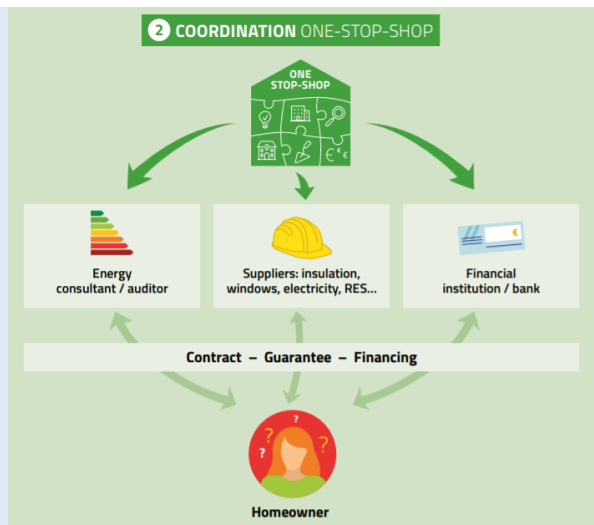 2 COORDINATION ONE-STOP-SHOP
ONE
STOP-SHOP
€ € €
€
Energy
consultant / auditor
Suppliers: insulation,
windows, electricity, RES...
Financial
institution / bank
Contract – Guarantee – Financing
?
? ?
?
Homeowner